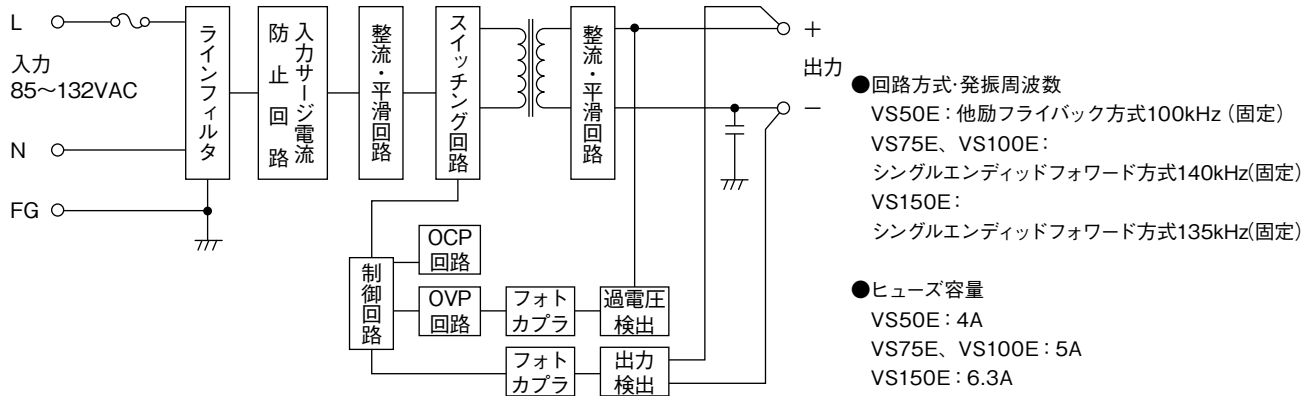 L
入力
85〜132VAC
N
FG
ラインフィルタ
入力サージ電流
防止回路
整流・平滑回路
スイッチング回路
整流・平滑回路
+
出力
−
制御回路
OCP
回路
OVP
回路
フォト
カプラ
過電圧
検出
フォト
カプラ
出力
検出
●回路方式・発振周波数
VS50E：他励フライバック方式100kHz（固定）
VS75E、VS100E：
シングルエンディッドフォワード方式140kHz(固定)
VS150E：
シングルエンディッドフォワード方式135kHz(固定)
●ヒューズ容量
VS50E：4A
VS75E、VS100E：5A
VS150E：6.3A